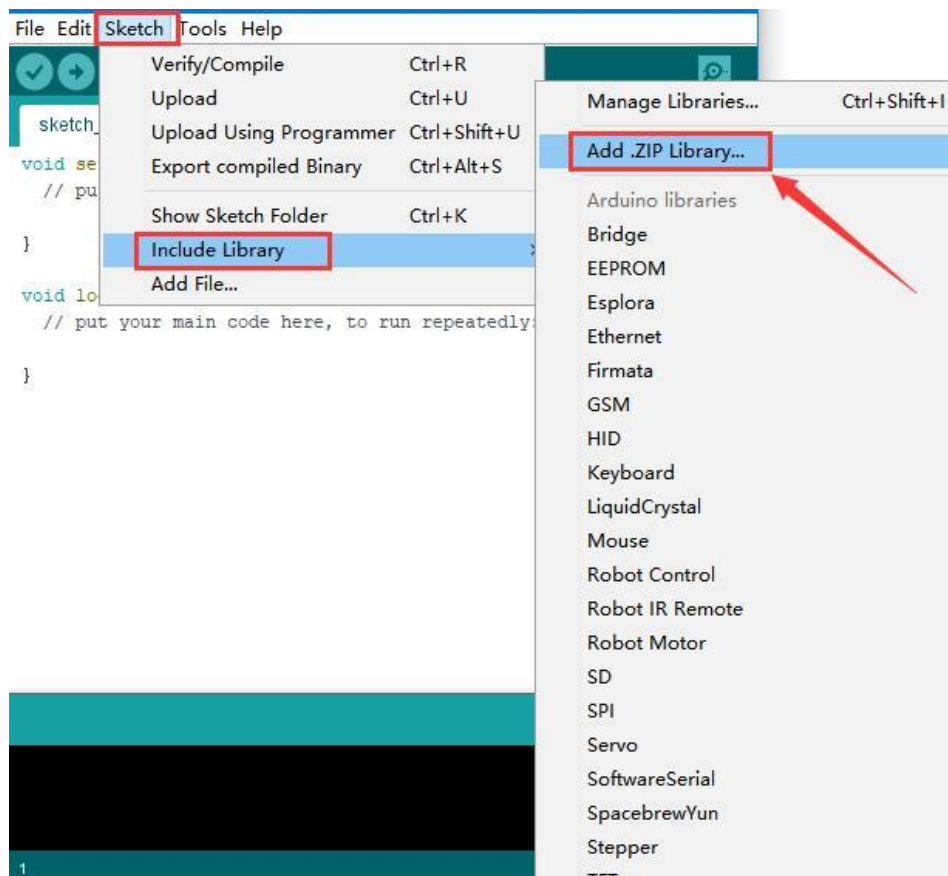 File Edit Sketch Tools Help
Verify/Compile Ctrl+R
Upload Ctrl+U
Upload Using Programmer Ctrl+Shift+U
Export compiled Binary Ctrl+Alt+S
Show Sketch Folder Ctrl+K
Include Library
Add File...
sketch_
void se
// pu
}
void lo
// put your main code here, to run repeatedly:
}
1
Manage Libraries... Ctrl+Shift+I
Add .ZIP Library...
Arduino libraries
Bridge
EEPROM
Esplora
Ethernet
Firmata
GSM
HID
Keyboard
LiquidCrystal
Mouse
Robot Control
Robot IR Remote
Robot Motor
SD
SPI
Servo
SoftwareSerial
SpacebrewYun
Stepper